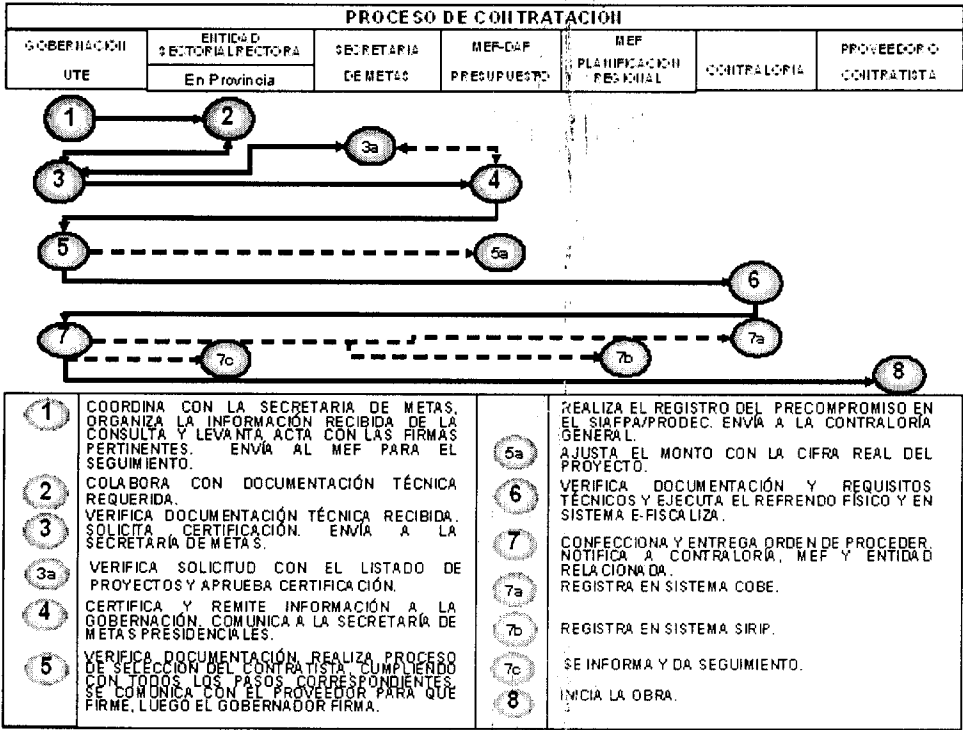 PROCESO DE CONTRATACION
GOBERNACION
UTE
ENTIDAD
SECTORIAL RECTORA
En Provincia
SECRETARIA
DE METAS
MEF-DAF
PRESUPUESTO
MEF
PLANIFICACION
REGIONAL
CONTRALORIA
PROVEEDOR O
CONTRATISTA
1
2
3a
3
4
5
5a
6
7
7a
7c
7b
8
1
COORDINA CON LA SECRETARIA DE METAS,
ORGANIZA LA INFORMACIÓN RECIBIDA DE LA
CONSULTA Y LEVANTA ACTA CON LAS FIRMAS
PERTINENTES. ENVÍA AL MEF PARA EL
SEGUIMIENTO.
2
COLABORA CON DOCUMENTACIÓN TÉCNICA
REQUERIDA.
3
VERIFICA DOCUMENTACIÓN TÉCNICA RECIBIDA.
SOLICITA CERTIFICACIÓN. ENVÍA A LA
SECRETARÍA DE METAS.
3a
VERIFICA SOLICITUD CON EL LISTADO DE
PROYECTOS Y APRUEBA CERTIFICACIÓN.
4
CERTIFICA Y REMITE INFORMACIÓN A LA
GOBERNACIÓN. COMUNICA A LA SECRETARÍA DE
METAS PRESIDENCIALES.
5
VERIFICA DOCUMENTACIÓN, REALIZA PROCESO
DE SELECCIÓN DEL CONTRATISTA, CUMPLIENDO
CON TODOS LOS PASOS CORRESPONDIENTES,
SE COMUNICA CON EL PROVEEDOR PARA QUE
FIRME, LUEGO EL GOBERNADOR FIRMA.
REALIZA EL REGISTRO DEL PRECOMPROMISO EN
EL SIAFPA/PRODEC. ENVÍA A LA CONTRALORÍA
GENERAL.
5a
AJUSTA EL MONTO CON LA CIFRA REAL DEL
PROYECTO.
6
VERIFICA DOCUMENTACIÓN Y REQUISITOS
TÉCNICOS Y EJECUTA EL REFRENDO FÍSICO Y EN
SISTEMA E-FISCALIZA.
7
CONFECCIONA Y ENTREGA ORDEN DE PROCEDER.
NOTIFICA A CONTRALORÍA, MEF Y ENTIDAD
RELACIONADA.
7a
REGISTRA EN SISTEMA COBE.
7b
REGISTRA EN SISTEMA SIRIP.
7c
SE INFORMA Y DA SEGUIMIENTO.
8
INICIA LA OBRA.